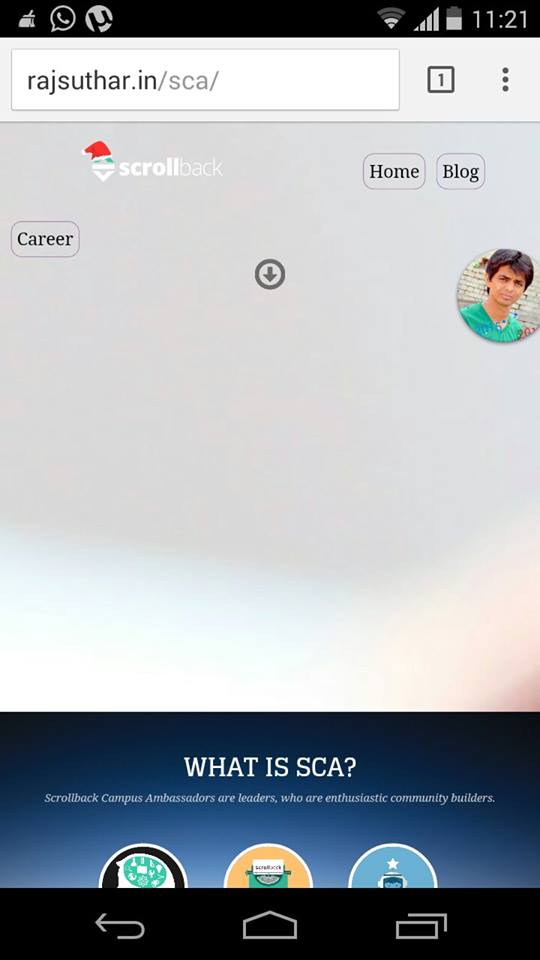 11:21
rajsuthar.in/sca/
1
scrollback
Home
Blog
Career
WHAT IS SCA?
Scrollback Campus Ambassadors are leaders, who are enthusiastic community builders.
scrollback